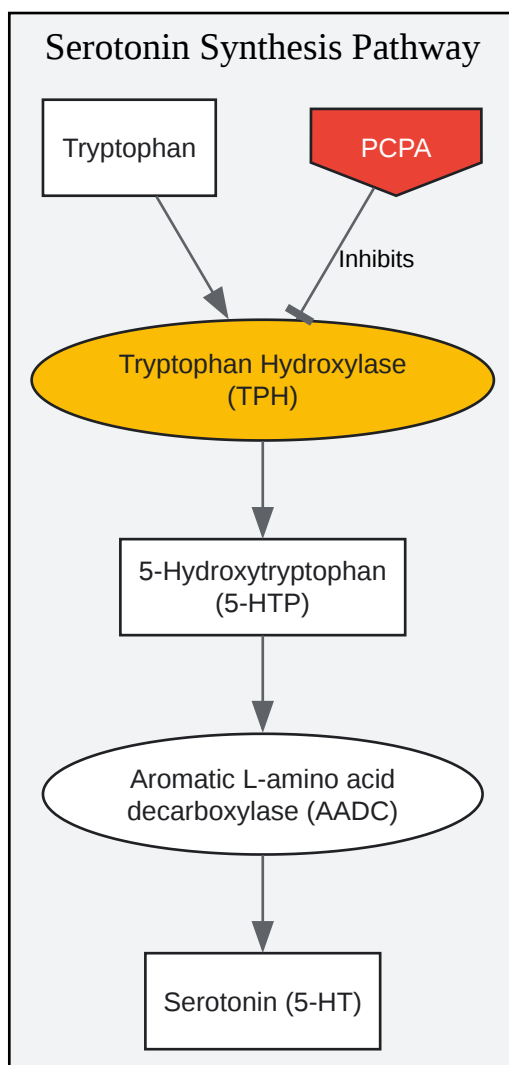 Serotonin Synthesis Pathway
Tryptophan
PCPA
Inhibits
Tryptophan Hydroxylase
(TPH)
5-Hydroxytryptophan
(5-HTP)
Aromatic L-amino acid
decarboxylase (AADC)
Serotonin (5-HT)